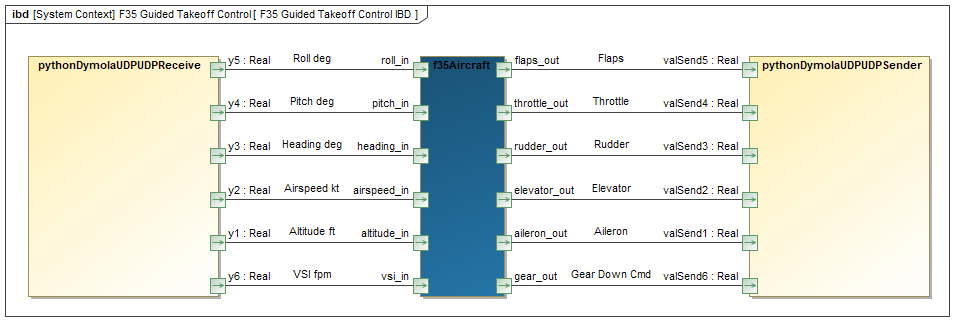 ibd [System Context] F35 Guided Takeoff Control [ F35 Guided Takeoff Control IBD ]
pythonDymolaUDPUDPReceive f35Aircraft pythonDymolaUDPUDPSender
y5 : Real Roll deg roll_in flaps_out Flaps valSend5 : Real
y4 : Real Pitch deg pitch_in throttle_out Throttle valSend4 : Real
y3 : Real Heading deg heading_in rudder_out Rudder valSend3 : Real
y2 : Real Airspeed kt airspeed_in elevator_out Elevator valSend2 : Real
y1 : Real Altitude ft altitude_in aileron_out Aileron valSend1 : Real
y6 : Real VSI fpm vsi_in gear_out Gear Down Cmd valSend6 : Real